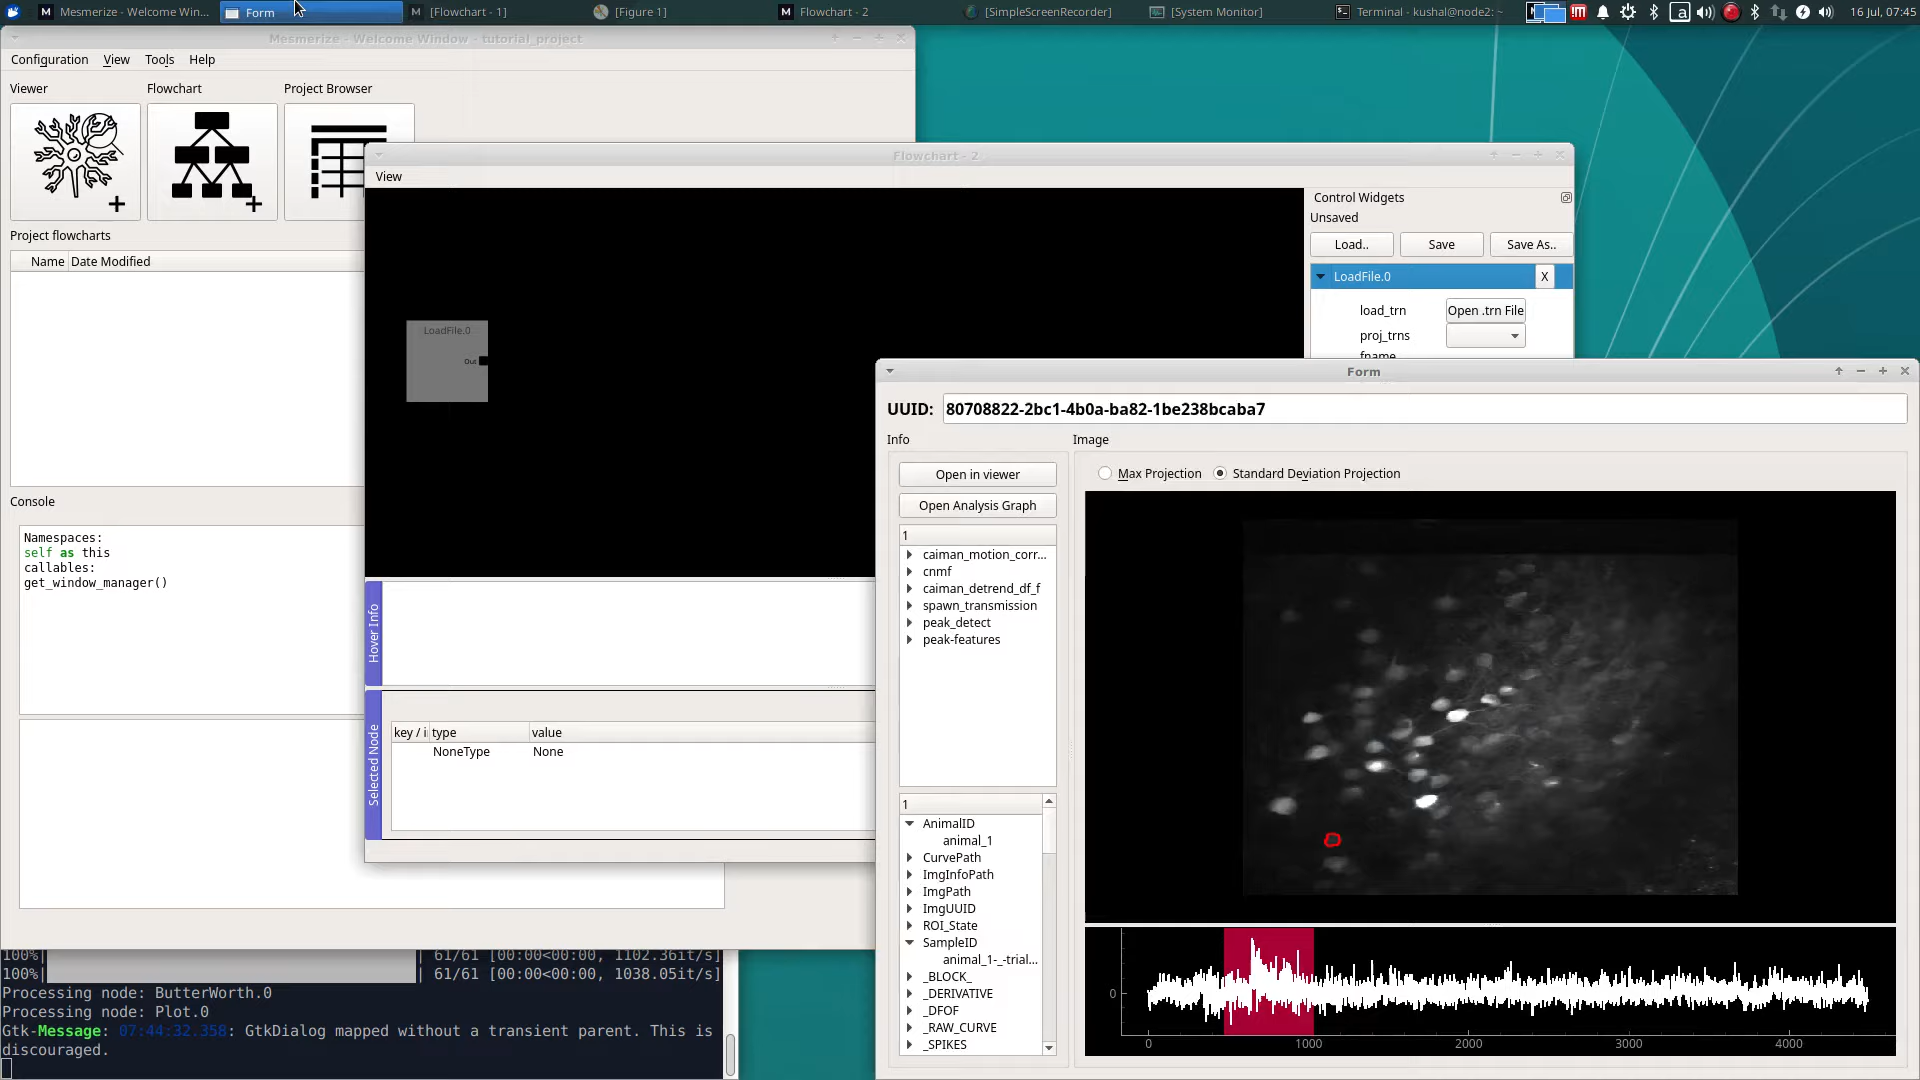 Mesmerize - Welcome Win...
Form
[Flowchart - 1]
[Figure 1]
Flowchart - 2
[SimpleScreenRecorder]
[System Monitor]
Terminal - kushal@node2: ~
16 Jul, 07:45
Mesmerize - Welcome Window - tutorial_project
Configuration View Tools Help
Viewer
Flowchart
Project Browser
Project flowcharts
Name Date Modified
Console
Namespaces:
self as this
callables:
get_window_manager()
Flowchart - 2
View
LoadFile.0
Out
Control Widgets
Unsaved
Load.. Save Save As..
LoadFile.0 X
load_trn Open .trn File
proj_trns
fname
Hover Info
Selected Node
key / i type value
NoneType None
Form
UUID: 80708822-2bc1-4b0a-ba82-1be238bcaba7
Info
Open in viewer
Open Analysis Graph
1
caiman_motion_corr...
cnmf
caiman_detrend_df_f
spawn_transmission
peak_detect
peak-features
1
AnimalID
animal_1
CurvePath
ImgInfoPath
ImgPath
ImgUUID
ROI_State
SampleID
animal_1-_-trial...
_BLOCK_
_DERIVATIVE
_DFOF
_RAW_CURVE
_SPIKES
Image
Max Projection Standard Deviation Projection
0
0 1000 2000 3000 4000
100%| | 61/61 [00:00<00:00, 1102.36it/s]
100%| | 61/61 [00:00<00:00, 1038.05it/s]
Processing node: ButterWorth.0
Processing node: Plot.0
Gtk-Message: 07:44:32.358: GtkDialog mapped without a transient parent. This is
discouraged.